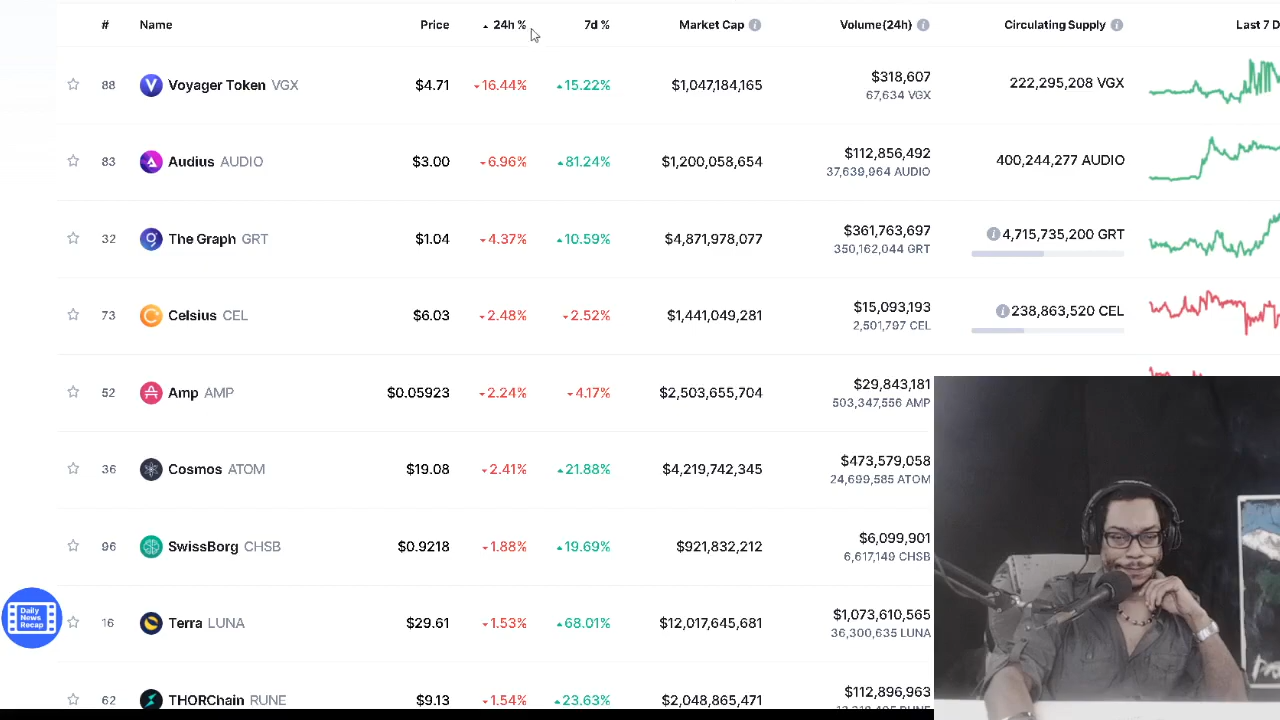 # Name Price 24h % 7d % Market Cap Volume(24h) Circulating Supply Last 7 D
88 Voyager Token VGX $4.71 16.44% 15.22% $1,047,184,165 $318,607 222,295,208 VGX
67,634 VGX
83 Audius AUDIO $3.00 6.96% 81.24% $1,200,058,654 $112,856,492 400,244,277 AUDIO
37,639,964 AUDIO
32 The Graph GRT $1.04 4.37% 10.59% $4,871,978,077 $361,763,697 4,715,735,200 GRT
350,162,044 GRT
73 Celsius CEL $6.03 2.48% 2.52% $1,441,049,281 $15,093,193 238,863,520 CEL
2,501,797 CEL
52 Amp AMP $0.05923 2.24% 4.17% $2,503,655,704 $29,843,181
503,347,556 AMP
36 Cosmos ATOM $19.08 2.41% 21.88% $4,219,742,345 $473,579,058
24,699,585 ATOM
96 SwissBorg CHSB $0.9218 1.88% 19.69% $921,832,212 $6,099,901
6,617,149 CHSB
Daily
News
Recap
16 Terra LUNA $29.61 1.53% 68.01% $12,017,645,681 $1,073,610,565
36,300,635 LUNA
62 THORChain RUNE $9.13 1.54% 23.63% $2,048,865,471 $112,896,963